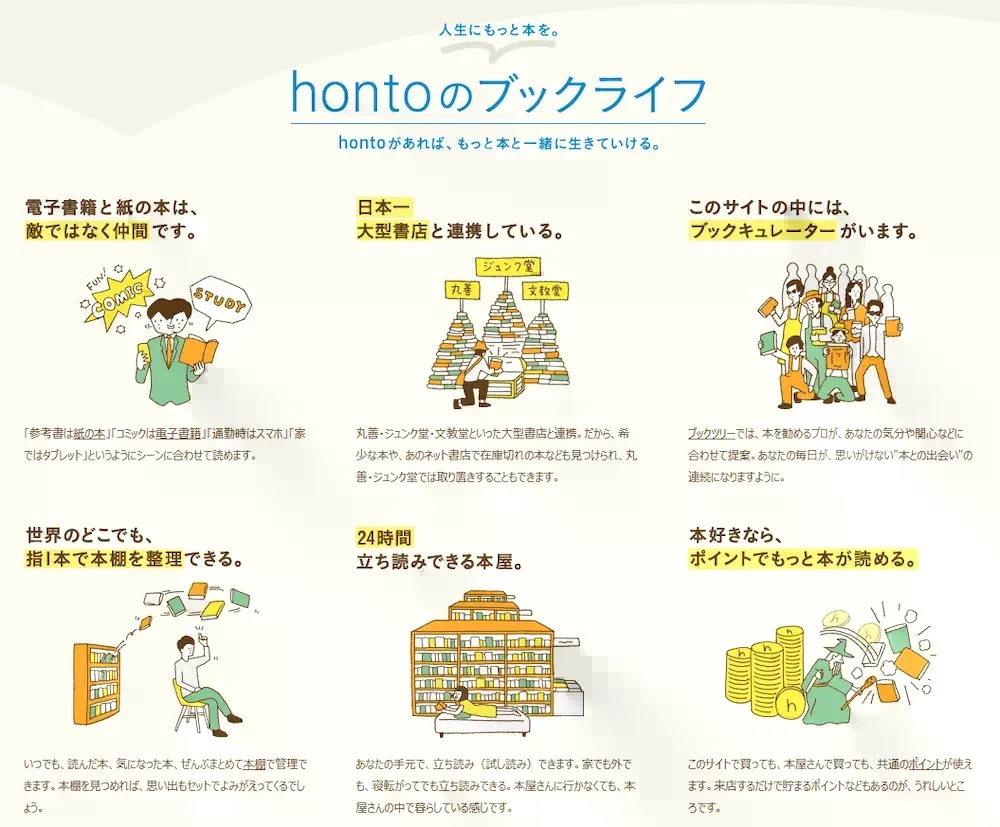 人生にもっと本を。
hontoのブックライフ
hontoがあれば、もっと本と一緒に生きていける。
電子書籍と紙の本は、
敵ではなく仲間です。
FUN!
COMIC
STUDY
「参考書は紙の本」「コミックは電子書籍」「通勤時はスマホ」「家
ではタブレット」というようにシーンに合わせて読めます。
日本一
大型書店と連携している。
ジュンク堂
丸善
文教堂
丸善・ジュンク堂・文教堂といった大型書店と連携。だから、希
少な本や、あのネット書店で在庫切れの本なども見つけられ、丸
善・ジュンク堂では取り置きすることもできます。
このサイトの中には、
ブックキュレーターがいます。
ブックツリーでは、本を勧めるプロが、あなたの気分や関心などに
合わせて提案。あなたの毎日が、思いがけない"本との出会い"の
連続になりますように。
世界のどこでも、
指1本で本棚を整理できる。
いつでも、読んだ本、気になった本、ぜんぶまとめて本棚で管理で
きます。本棚を見つめれば、思い出もセットでよみがえってくるでし
ょう。
24時間
立ち読みできる本屋。
あなたの手元で、立ち読み（試し読み）できます。家でも外で
も、寝転がってでも立ち読みできる。本屋さんに行かなくても、本
屋さんの中で暮らしている感じです。
本好きなら、
ポイントでもっと本が読める。
h
h
h
h
このサイトで買っても、本屋さんで買っても、共通のポイントが使え
ます。来店するだけで貯まるポイントなどもあるのが、うれしいとこ
ろです。